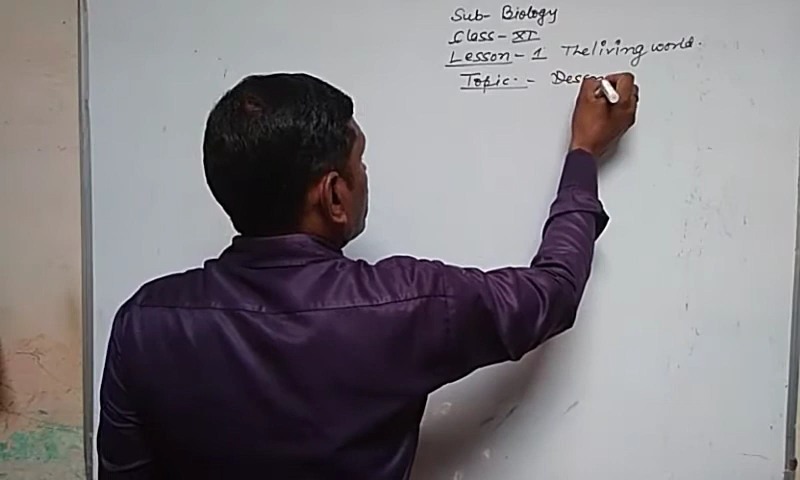 Sub- Biology
Class- XI
Lesson - 1 The living world.
Topic. -